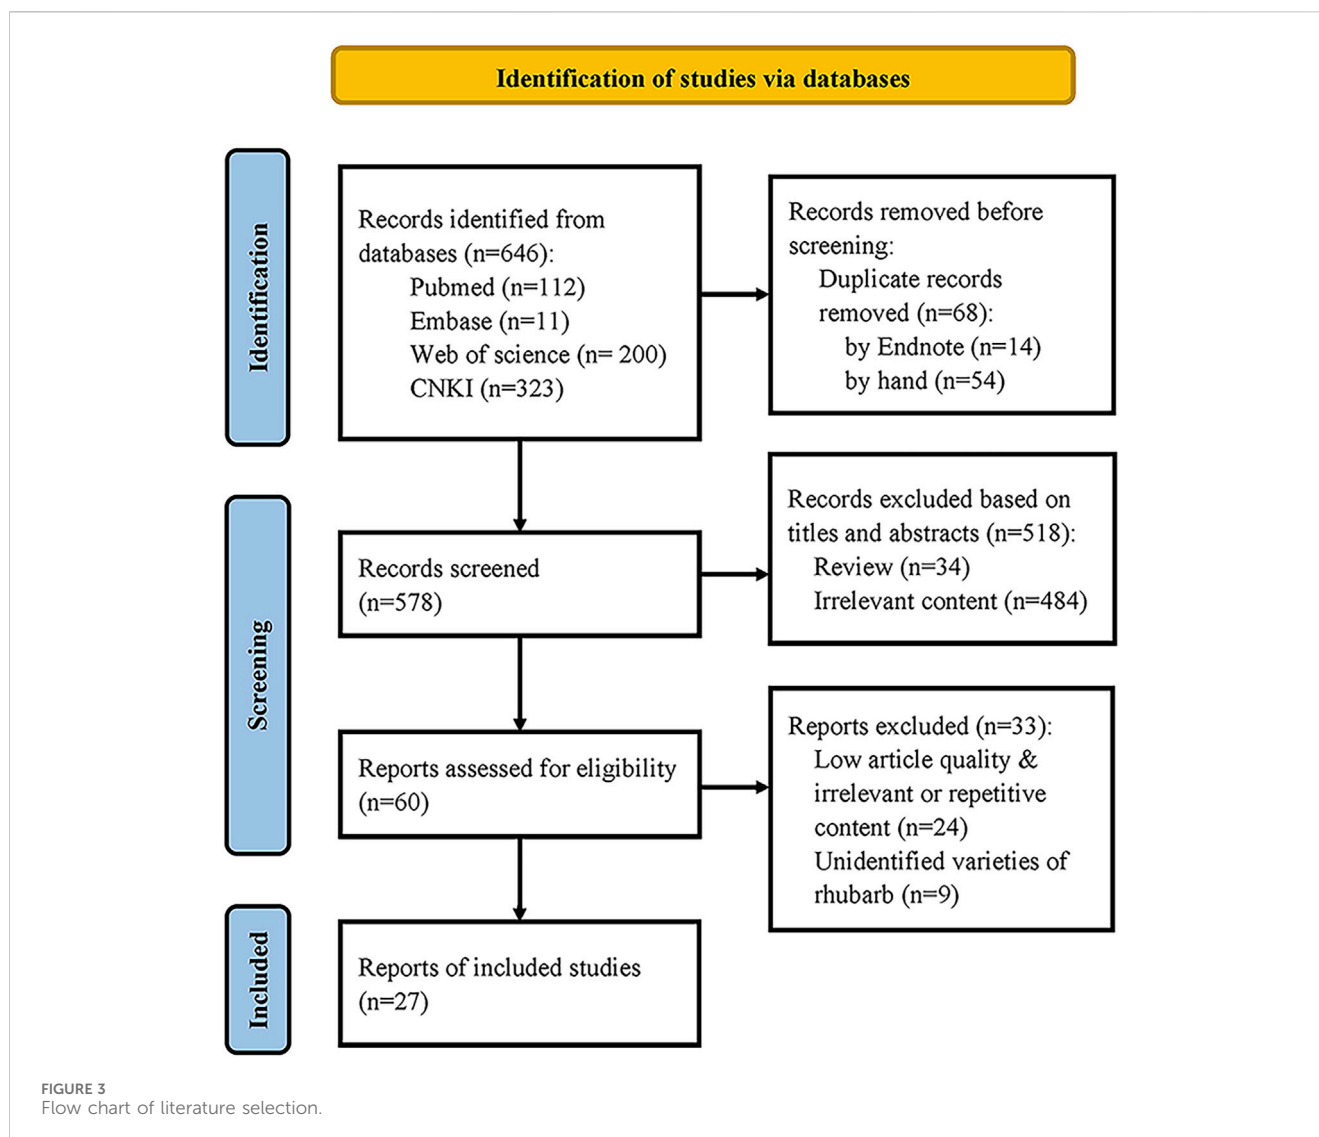 Identification of studies via databases
Identification
Records identified from
databases (n=646):
Pubmed (n=112)
Embase (n=11)
Web of science (n= 200)
CNKI (n=323)
Records removed before
screening:
Duplicate records
removed (n=68):
by Endnote (n=14)
by hand (n=54)
Screening
Records screened
(n=578)
Records excluded based on
titles and abstracts (n=518):
Review (n=34)
Irrelevant content (n=484)
Reports assessed for eligibility
(n=60)
Reports excluded (n=33):
Low article quality &
irrelevant or repetitive
content (n=24)
Unidentified varieties of
rhubarb (n=9)
Included
Reports of included studies
(n=27)
FIGURE 3
Flow chart of literature selection.